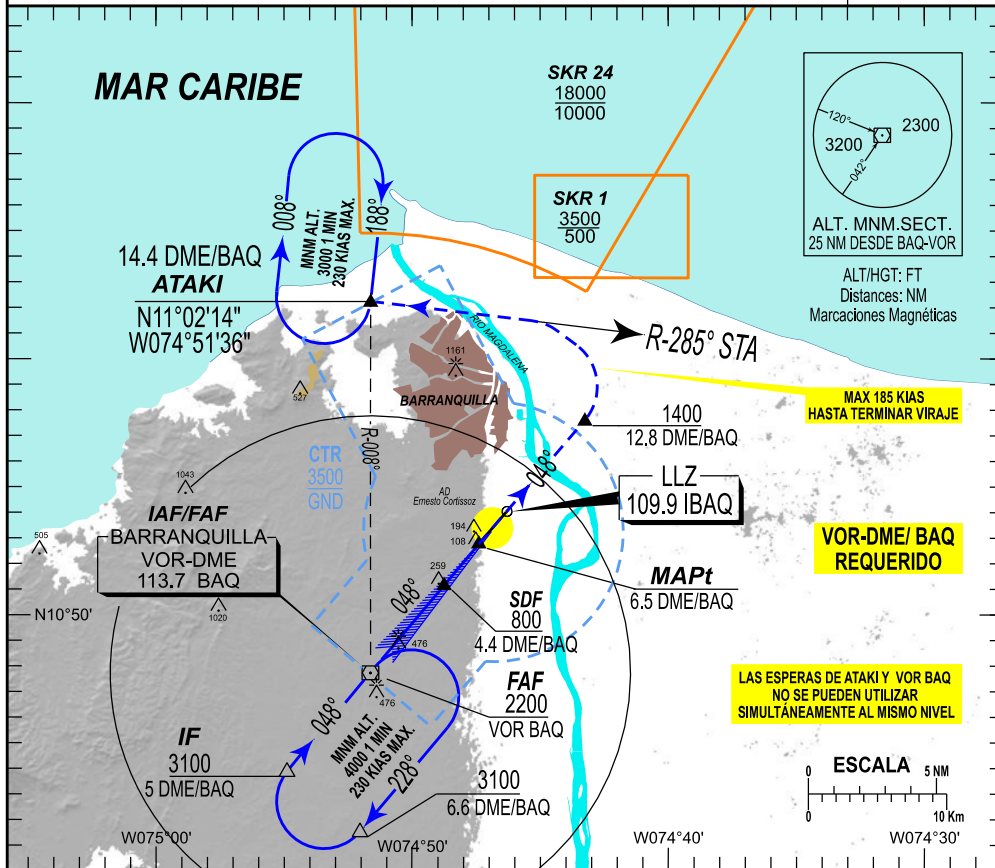 MAR CARIBE
SKR 24
18000
10000
120°
2300
3200
042°
ALT. MNM.SECT.
25 NM DESDE BAQ-VOR
ALT/HGT: FT
Distances: NM
Marcaciones Magnéticas
SKR 1
3500
500
008°
MNM ALT.
3000 1 MIN
230 KIAS MAX.
188°
14.4 DME/BAQ
ATAKI
N11°02'14"
W074°51'36"
RIO MAGDALENA
R-285° STA
1161
BARRANQUILLA
527
MAX 185 KIAS
HASTA TERMINAR VIRAJE
1400
12,8 DME/BAQ
R-008°
CTR
3500
GND
048°
LLZ
109.9 IBAQ
1043
AD
Ernesto Cortissoz
IAF/FAF
BARRANQUILLA
VOR-DME
113.7 BAQ
505
194
108
VOR-DME/ BAQ
REQUERIDO
MAPt
6.5 DME/BAQ
259
048°
SDF
800
4.4 DME/BAQ
N10°50'
1020
476
476
FAF
2200
VOR BAQ
LAS ESPERAS DE ATAKI Y VOR BAQ
NO SE PUEDEN UTILIZAR
SIMULTÁNEAMENTE AL MISMO NIVEL
048°
MNM ALT.
4000 1 MIN
230 KIAS MAX.
228°
IF
3100
5 DME/BAQ
3100
6.6 DME/BAQ
0 ESCALA 5 NM
10 Km
W075°00'
W074°50'
W074°40'
W074°30'